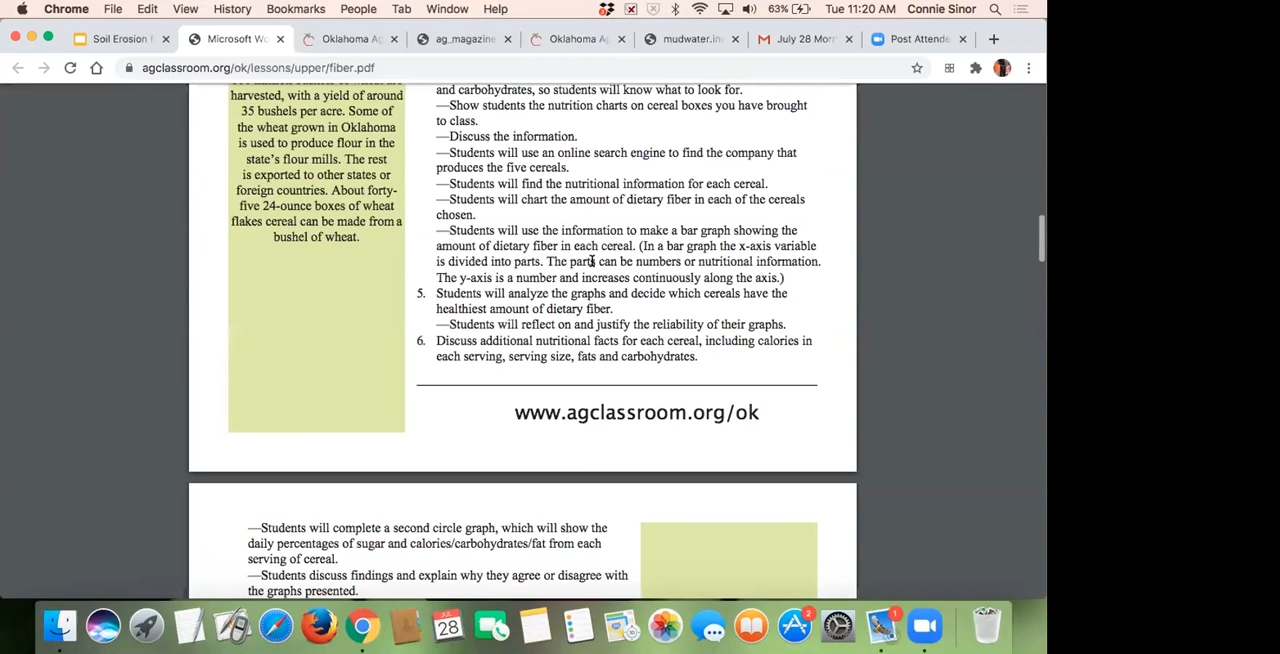 Chrome File Edit View History Bookmarks People Tab Window Help 63% Tue 11:20 AM Connie Sinor
Soil Erosion F Microsoft Wo Oklahoma Ag ag_magazine Oklahoma Ag mudwater.in Gmail July 28 Morr Post Attende
agclassroom.org/ok/lessons/upper/fiber.pdf
harvested, with a yield of around
35 bushels per acre. Some of
the wheat grown in Oklahoma
is used to produce flour in the
state's flour mills. The rest
is exported to other states or
foreign countries. About forty-
five 24-ounce boxes of wheat
flakes cereal can be made from a
bushel of wheat.
and carbohydrates, so students will know what to look for.
—Show students the nutrition charts on cereal boxes you have brought
to class.
—Discuss the information.
—Students will use an online search engine to find the company that
produces the five cereals.
—Students will find the nutritional information for each cereal.
—Students will chart the amount of dietary fiber in each of the cereals
chosen.
—Students will use the information to make a bar graph showing the
amount of dietary fiber in each cereal. (In a bar graph the x-axis variable
is divided into parts. The parts can be numbers or nutritional information.
The y-axis is a number and increases continuously along the axis.)
5. Students will analyze the graphs and decide which cereals have the
healthiest amount of dietary fiber.
—Students will reflect on and justify the reliability of their graphs.
6. Discuss additional nutritional facts for each cereal, including calories in
each serving, serving size, fats and carbohydrates.
www.agclassroom.org/ok
—Students will complete a second circle graph, which will show the
daily percentages of sugar and calories/carbohydrates/fat from each
serving of cereal.
—Students discuss findings and explain why they agree or disagree with
the graphs presented.
JUL
28
2
1